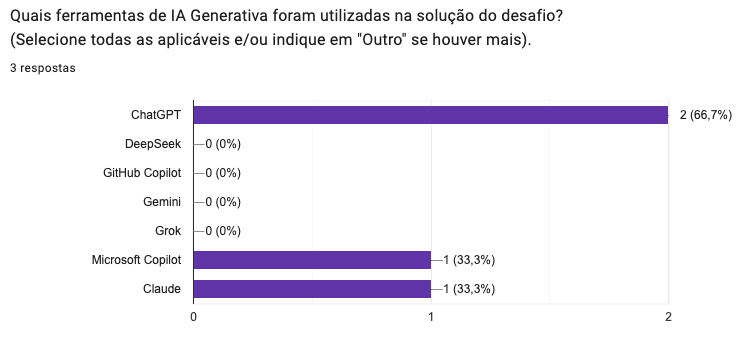 Quais ferramentas de IA Generativa foram utilizadas na solução do desafio?
(Selecione todas as aplicáveis e/ou indique em "Outro" se houver mais).
3 respostas
ChatGPT 2 (66,7%)
DeepSeek 0 (0%)
GitHub Copilot 0 (0%)
Gemini 0 (0%)
Grok 0 (0%)
Microsoft Copilot 1 (33,3%)
Claude 1 (33,3%)
0 1 2